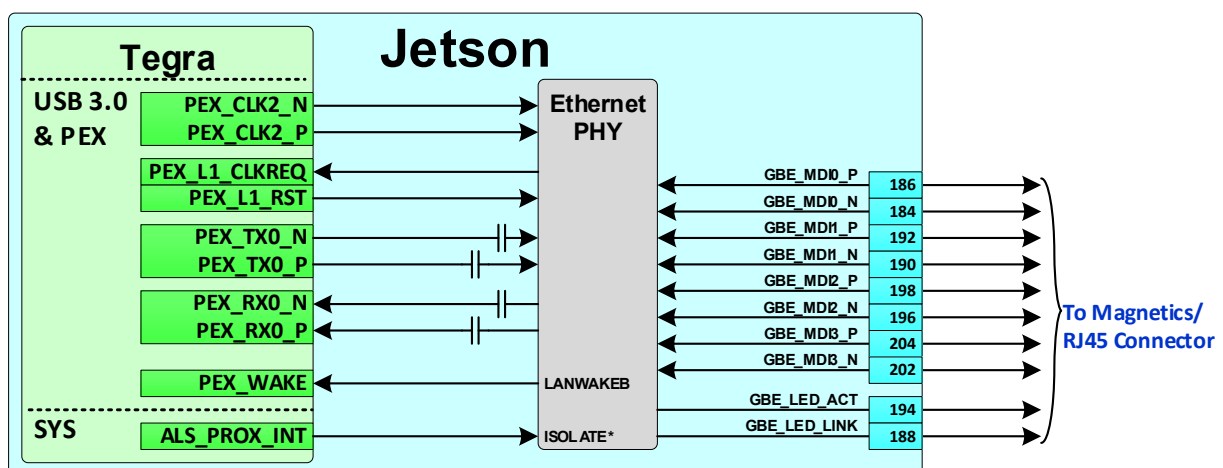 Jetson
Tegra
USB 3.0
& PEX
PEX_CLK2_N
PEX_CLK2_P
PEX_L1_CLKREQ
PEX_L1_RST
PEX_TX0_N
PEX_TX0_P
PEX_RX0_N
PEX_RX0_P
PEX_WAKE
SYS
ALS_PROX_INT
Ethernet
PHY
LANWAKEB
ISOLATE*
GBE_MDI0_P 186
GBE_MDI0_N 184
GBE_MDI1_P 192
GBE_MDI1_N 190
GBE_MDI2_P 198
GBE_MDI2_N 196
GBE_MDI3_P 204
GBE_MDI3_N 202
GBE_LED_ACT 194
GBE_LED_LINK 188
To Magnetics/
RJ45 Connector